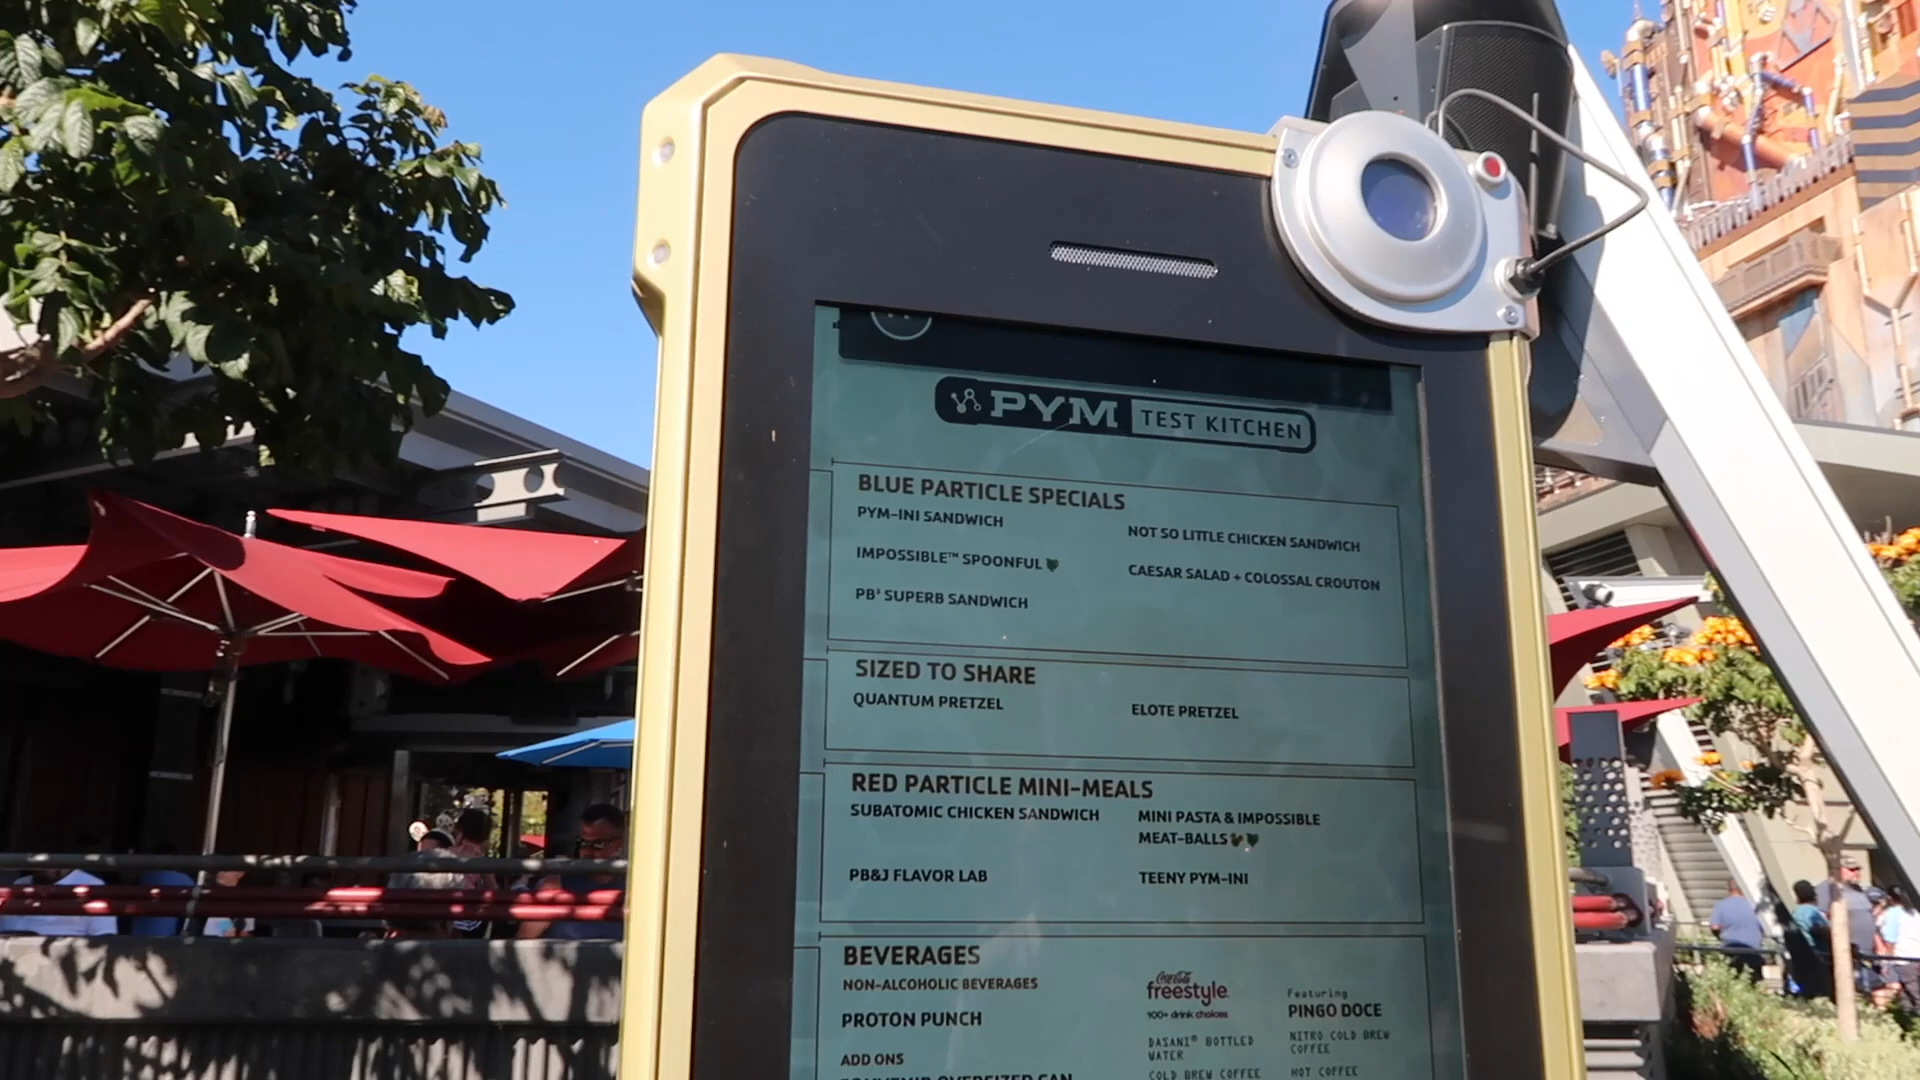 PYM TEST KITCHEN
BLUE PARTICLE SPECIALS
PYM-INI SANDWICH
NOT SO LITTLE CHICKEN SANDWICH
IMPOSSIBLE™ SPOONFUL
CAESAR SALAD + COLOSSAL CROUTON
PB³ SUPERB SANDWICH
SIZED TO SHARE
QUANTUM PRETZEL
ELOTE PRETZEL
RED PARTICLE MINI-MEALS
SUBATOMIC CHICKEN SANDWICH
MINI PASTA & IMPOSSIBLE
MEAT-BALLS
PB&J FLAVOR LAB
TEENY PYM-INI
BEVERAGES
NON-ALCOHOLIC BEVERAGES
PROTON PUNCH
ADD ONS
SOUVENIR OVERSIZED CAN
Coca-Cola
freestyle
100+ drink choices
DASANI® BOTTLED
WATER
COLD BREW COFFEE
Featuring
PINGO DOCE
NITRO COLD BREW
COFFEE
HOT COFFEE